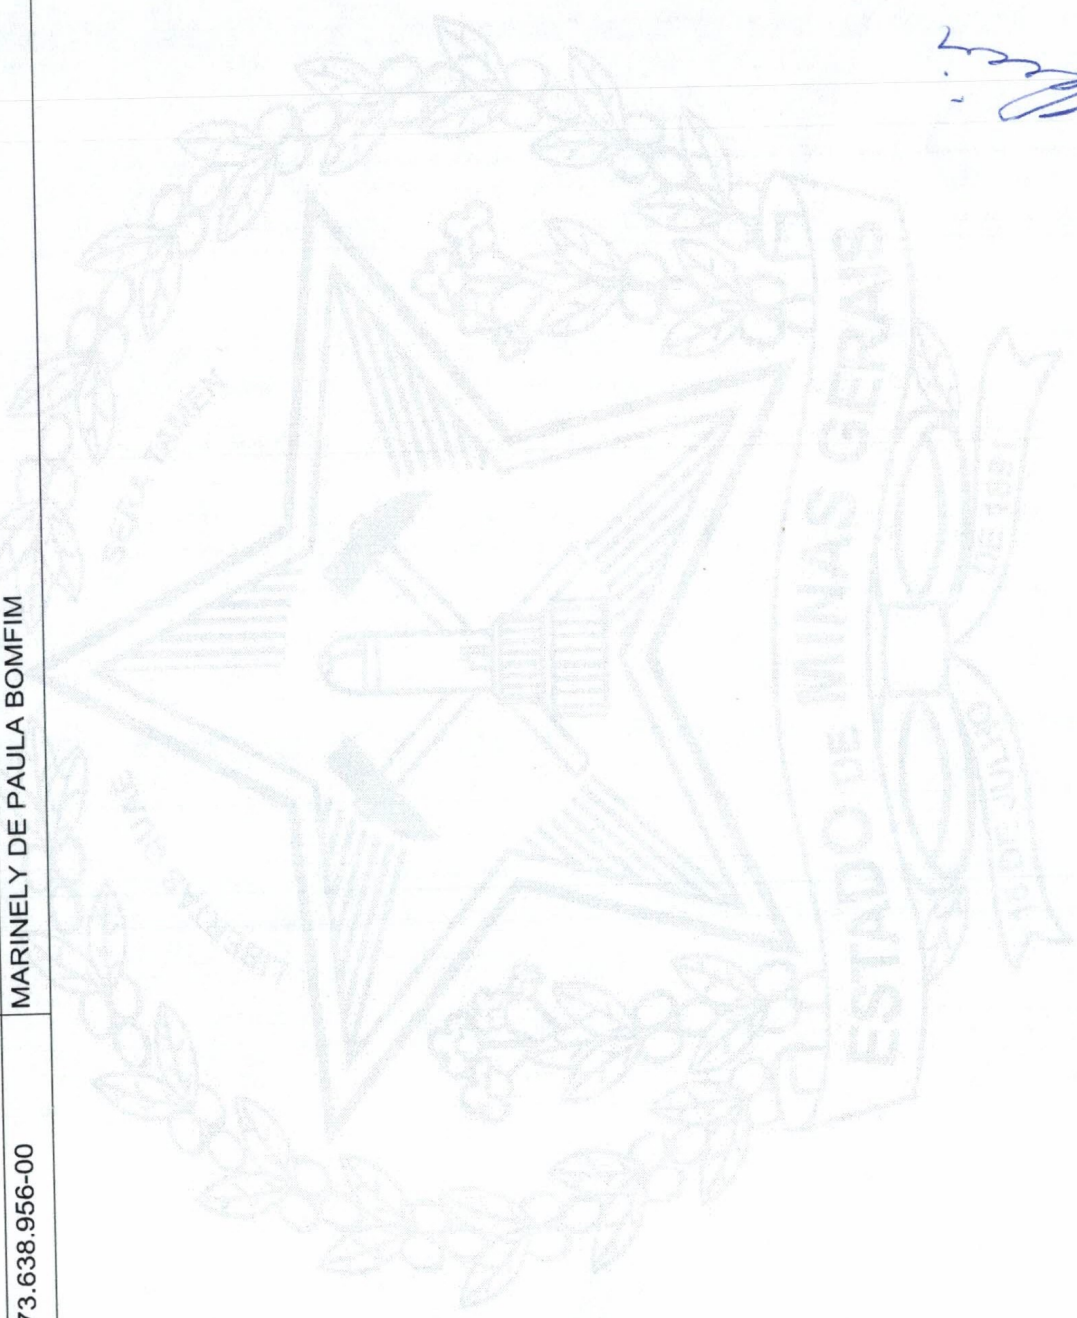 73.638.956-00 MARINELY DE PAULA BOMFIM
LIBERTAS QUAE SERA TAMEN
ESTADO DE MINAS GERAIS
15 DE JULHO DE 1891